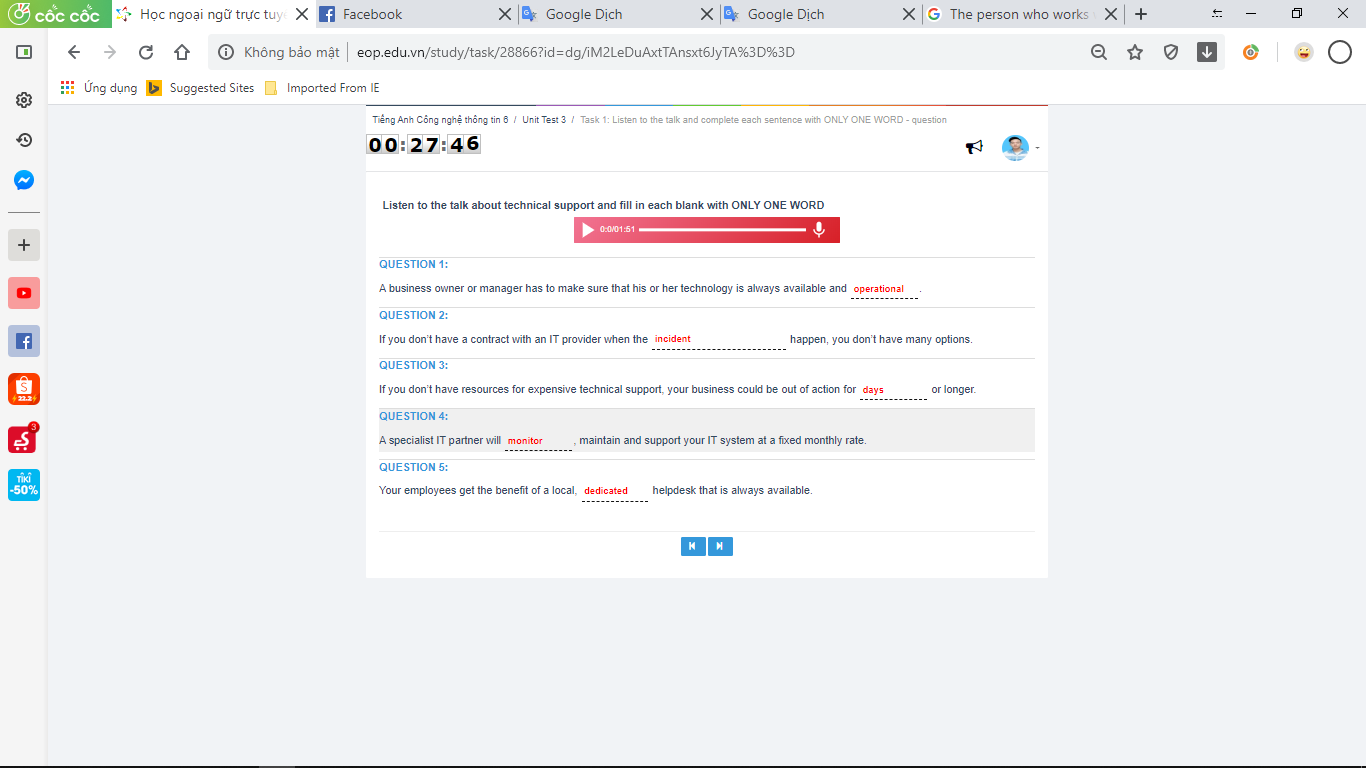 cốc cốc
Học ngoại ngữ trực tuyế
Facebook
Google Dịch
Google Dịch
The person who works
Không bảo mật
eop.edu.vn/study/task/28866?id=dg/iM2LeDuAxtTAnsxt6JyTA%3D%3D
Ứng dụng
Suggested Sites
Imported From IE
Tiếng Anh Công nghệ thông tin 6 / Unit Test 3 / Task 1: Listen to the talk and complete each sentence with ONLY ONE WORD - question
00:27:46
Listen to the talk about technical support and fill in each blank with ONLY ONE WORD
0:0/01:51
QUESTION 1:
A business owner or manager has to make sure that his or her technology is always available and operational .
QUESTION 2:
If you don't have a contract with an IT provider when the incident happen, you don't have many options.
QUESTION 3:
If you don't have resources for expensive technical support, your business could be out of action for days or longer.
QUESTION 4:
A specialist IT partner will monitor , maintain and support your IT system at a fixed monthly rate.
QUESTION 5:
Your employees get the benefit of a local, dedicated helpdesk that is always available.
22.2
3
TIKI
-50%